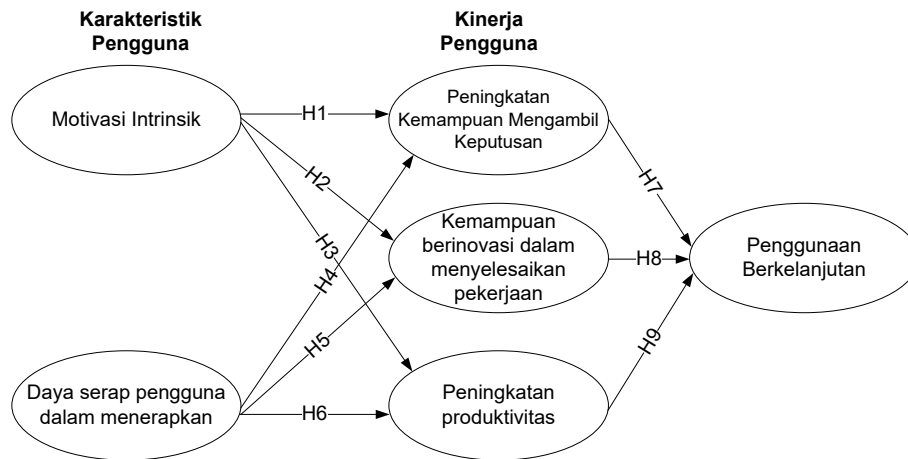 Karakteristik
Pengguna
Kinerja
Pengguna
Motivasi Intrinsik
H1
Peningkatan
Kemampuan Mengambil
Keputusan
H2
H7
H3
Kemampuan
berinovasi dalam
menyelesaikan
pekerjaan
H8
Penggunaan
Berkelanjutan
H4
H5
H9
Daya serap pengguna
dalam menerapkan
H6
Peningkatan
produktivitas